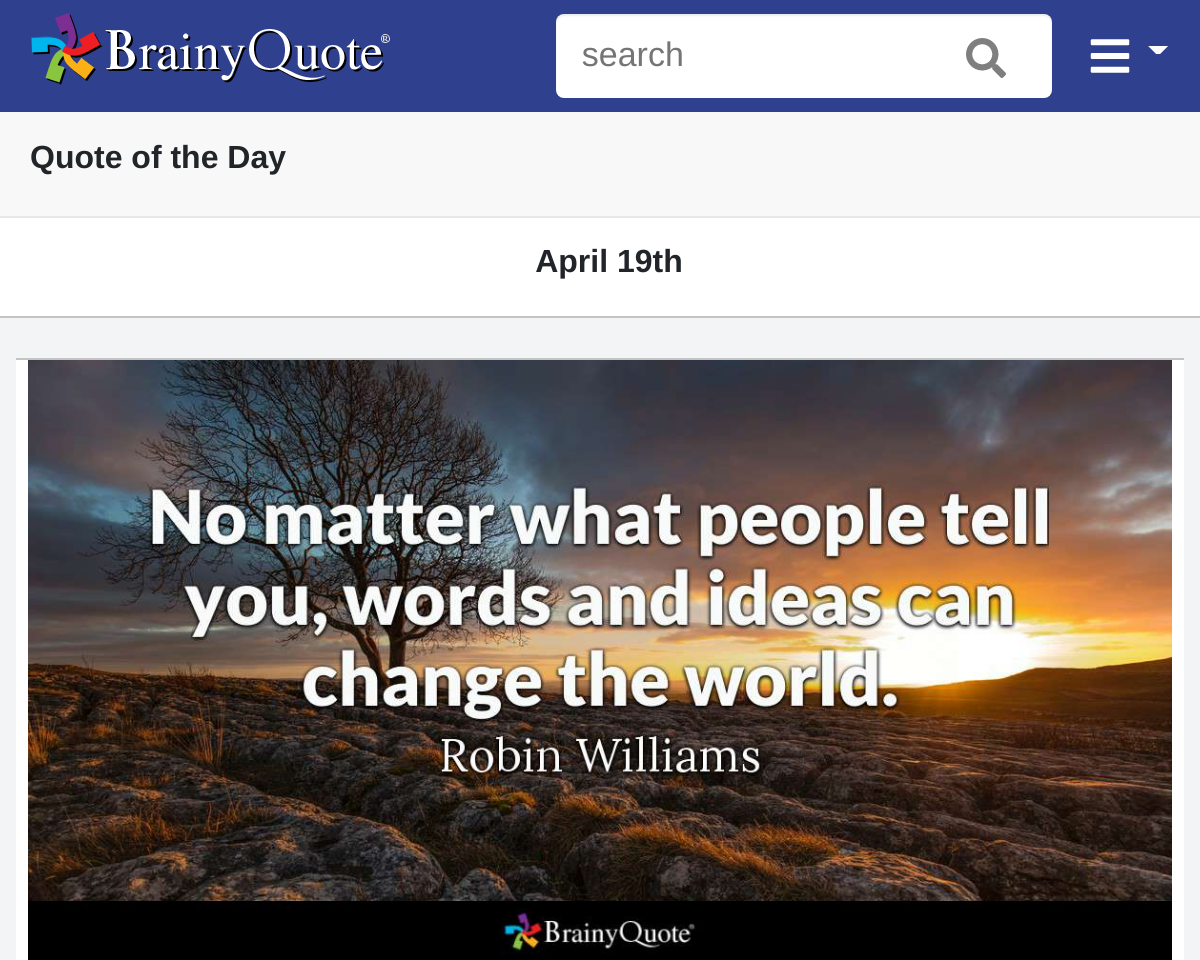 BrainyQuote®
search
Quote of the Day
April 19th
No matter what people tell
you, words and ideas can
change the world.
Robin Williams
BrainyQuote®